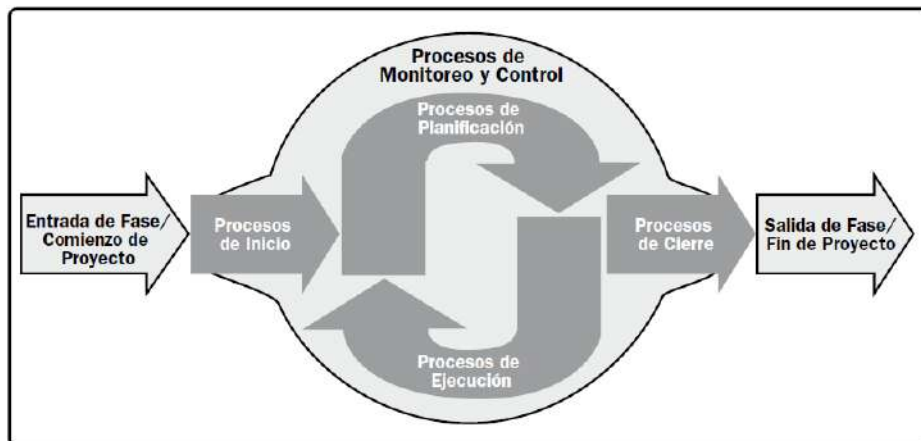 Procesos de
Monitoreo y Control
Procesos de
Planificación
Entrada de Fase/
Comienzo de
Proyecto
Procesos
de Inicio
Procesos
de Cierre
Salida de Fase/
Fin de Proyecto
Procesos de
Ejecución